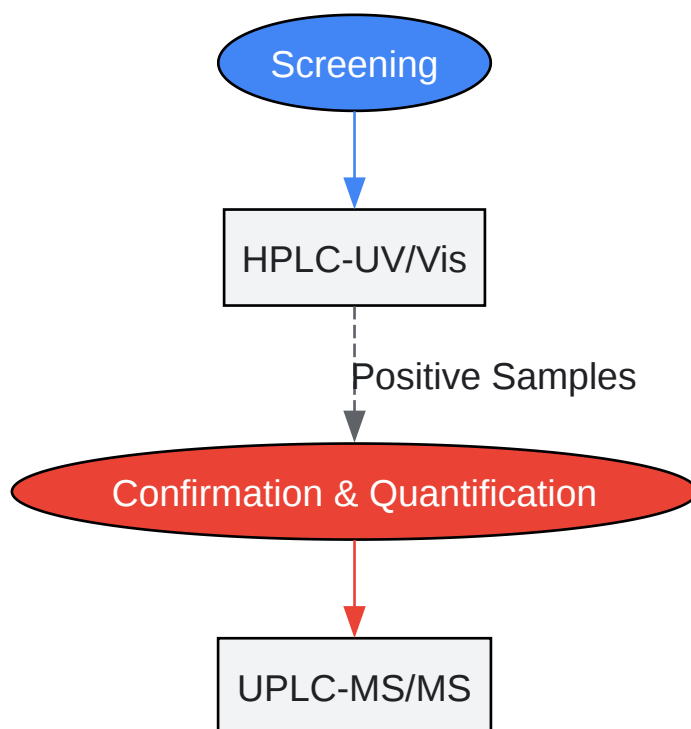 Screening
HPLC-UV/Vis
Positive Samples
Confirmation & Quantification
UPLC-MS/MS